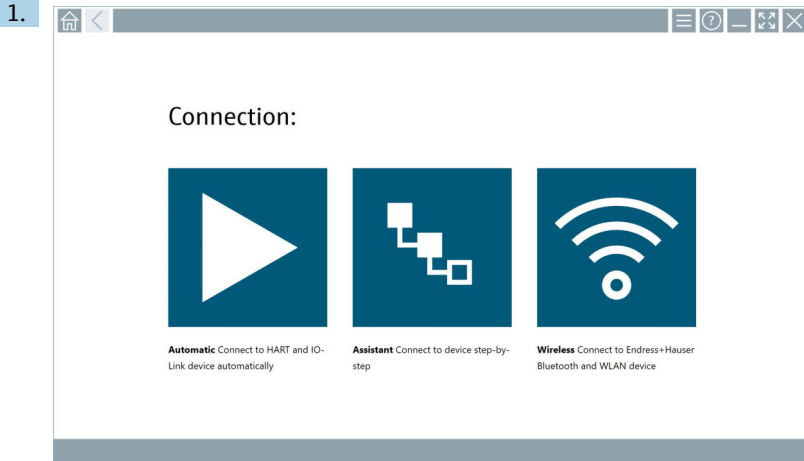 1.
Connection:
Automatic Connect to HART and IO-
Link device automatically
Assistant Connect to device step-by-
step
Wireless Connect to Endress+Hauser
Bluetooth and WLAN device